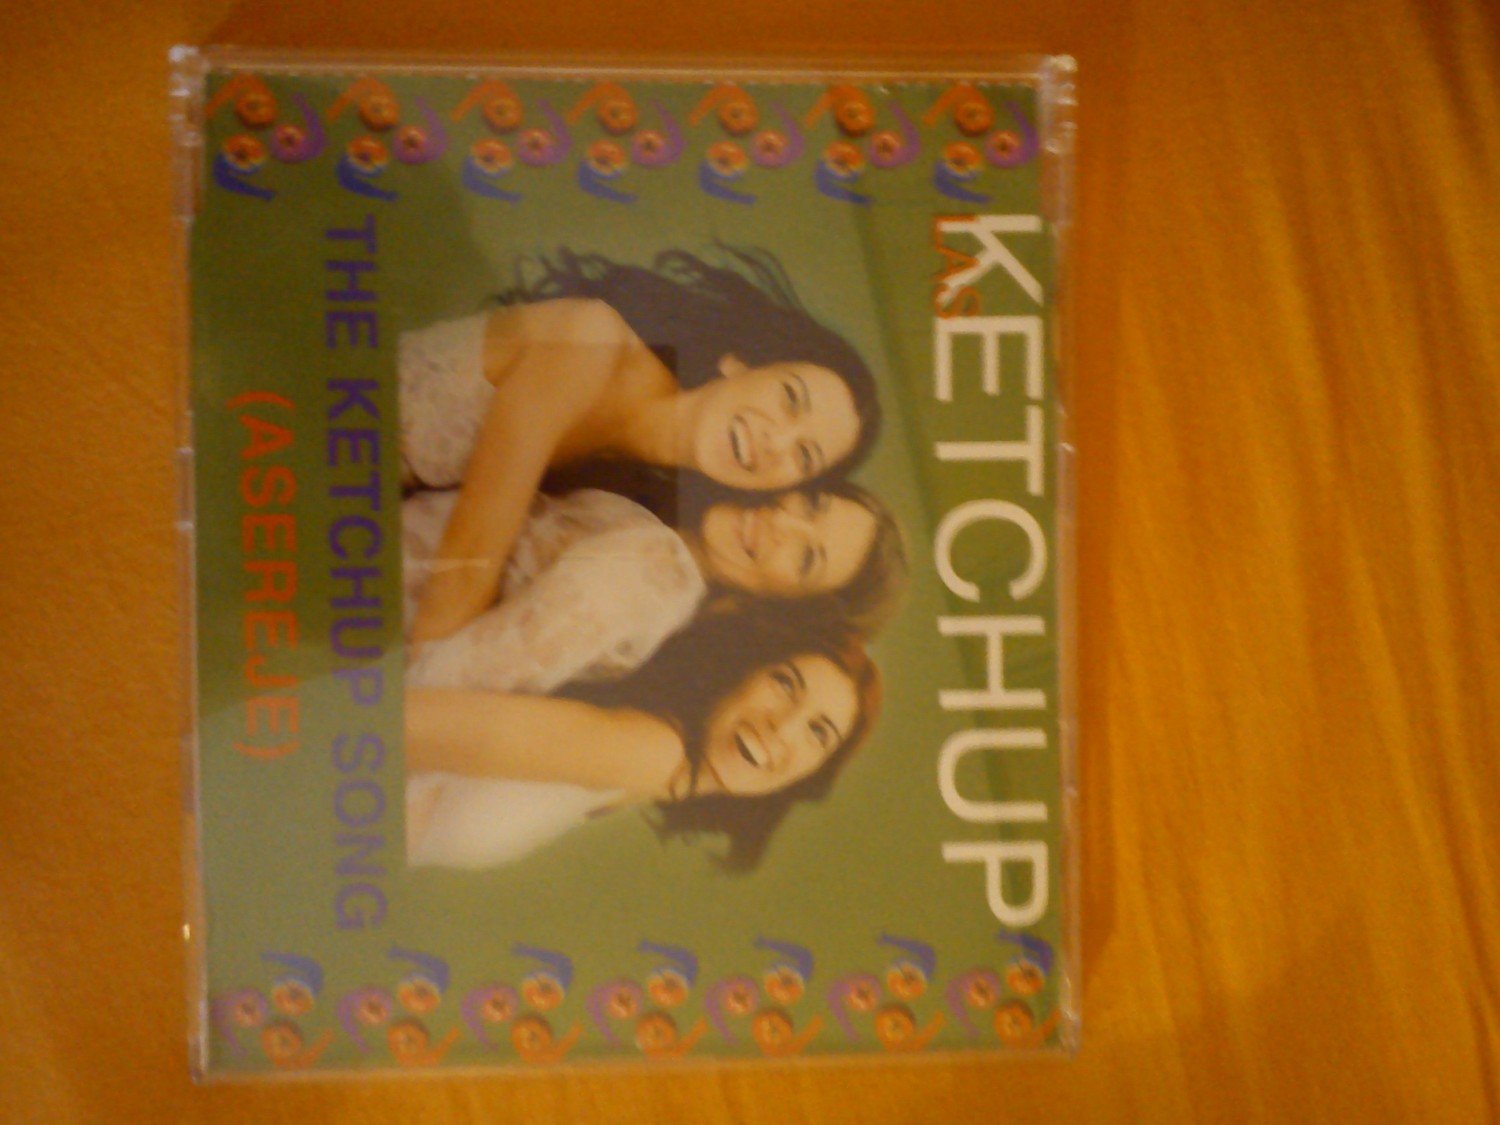 LAS
KETCHUP
THE KETCHUP SONG
(ASEREJE)